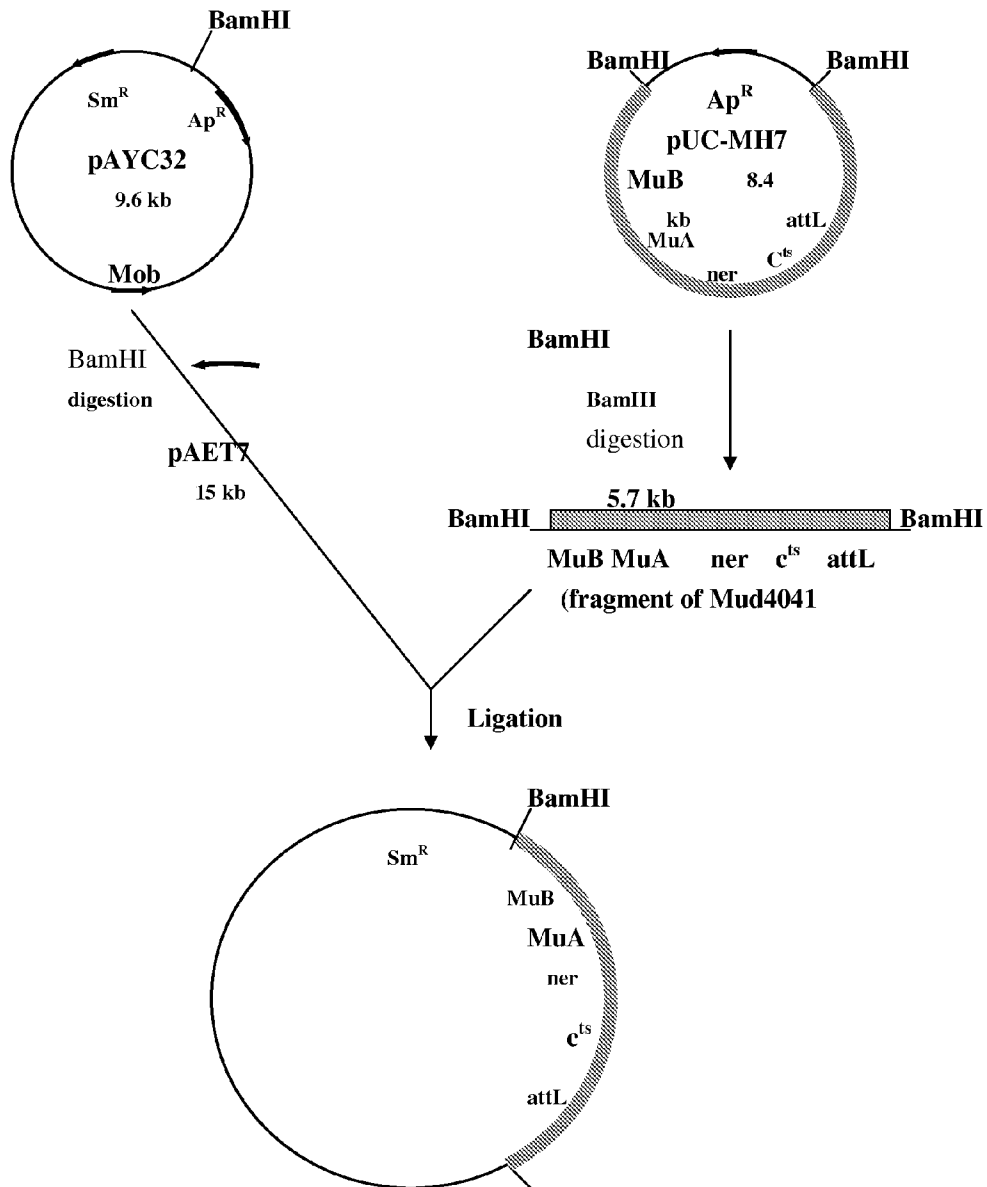 BamHI
Sm^R
Ap^R
pAYC32
9.6 kb
Mob
BamHI
BamHI
Ap^R
pUC-MH7
MuB 8.4
kb
attL
MuA
C^ts
ner
BamHI
digestion
pAET7
15 kb
BamHI
BamIII
digestion
5.7 kb
BamHI
BamHI
MuB MuA ner c^ts attL
(fragment of Mud4041
Ligation
BamHI
Sm^R
MuB
MuA
ner
c^ts
attL